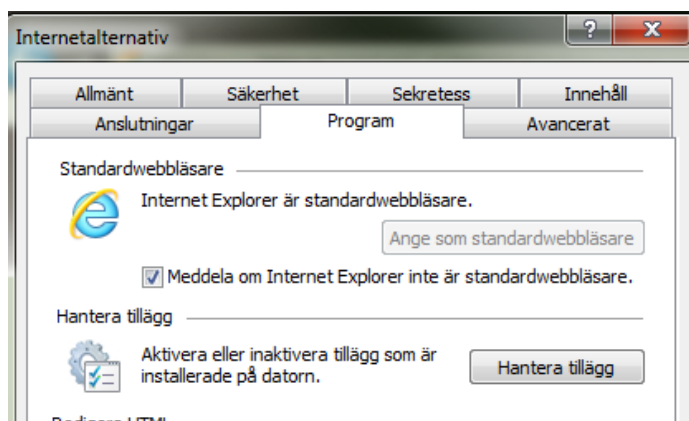 Internetalternativ
Allmänt Säkerhet Sekretess Innehåll
Anslutningar Program Avancerat
Standardwebbläsare
Internet Explorer är standardwebbläsare.
Ange som standardwebbläsare
Meddela om Internet Explorer inte är standardwebbläsare.
Hantera tillägg
Aktivera eller inaktivera tillägg som är
installerade på datorn.
Hantera tillägg